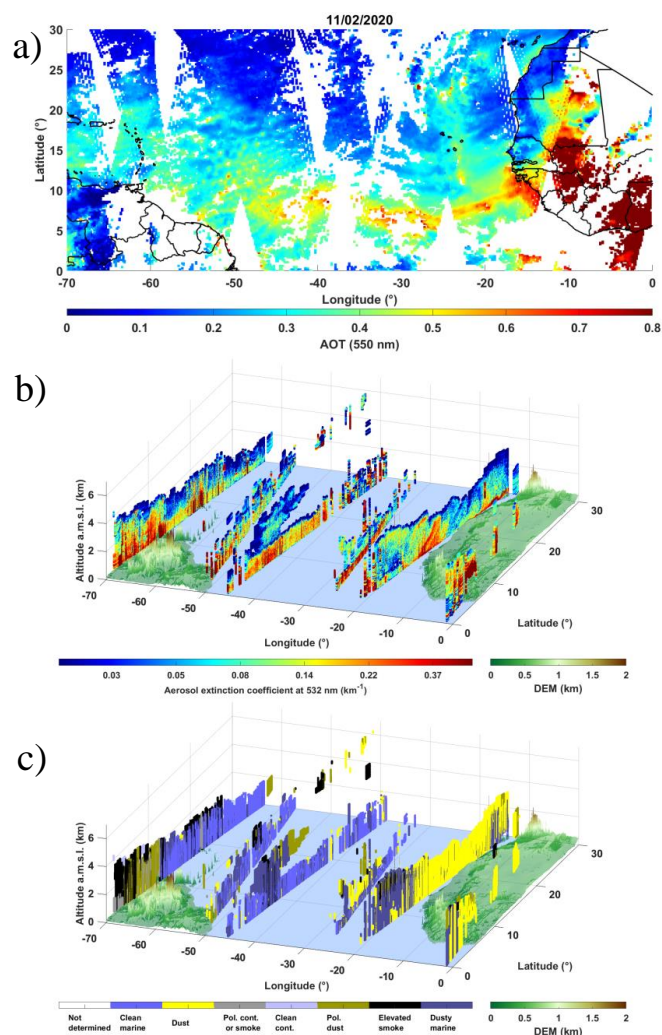 11/02/2020
a)
30
25
20
15
10
5
0
Latitude (°)
-70 -60 -50 -40 -30 -20 -10 0
Longitude (°)
0 0.1 0.2 0.3 0.4 0.5 0.6 0.7 0.8
AOT (550 nm)
b)
6
4
2
0
Altitude a.m.s.l. (km)
-70 -60 -50 -40 -30 -20 -10 0
Longitude (°)
0 10 20 30
Latitude (°)
0.03 0.05 0.08 0.14 0.22 0.37
Aerosol extinction coefficient at 532 nm (km-1)
0 0.5 1 1.5 2
DEM (km)
c)
6
4
2
0
Altitude a.m.s.l. (km)
-70 -60 -50 -40 -30 -20 -10 0
Longitude (°)
0 10 20 30
Latitude (°)
Not determined
Clean marine
Dust
Pol. cont. or smoke
Clean cont.
Pol. dust
Elevated smoke
Dusty marine
0 0.5 1 1.5 2
DEM (km)